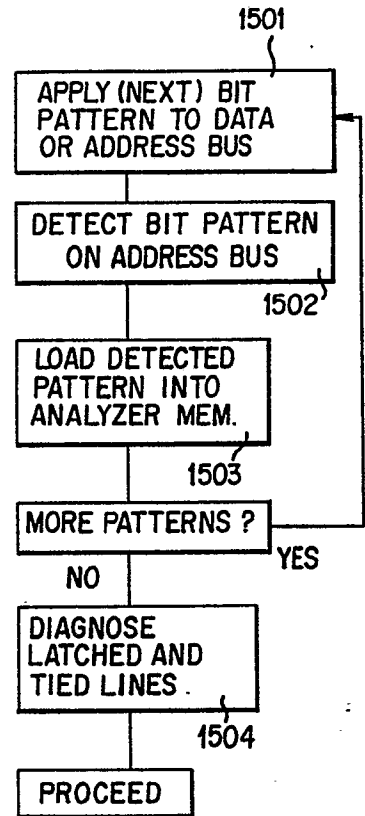 1501
APPLY (NEXT) BIT
PATTERN TO DATA
OR ADDRESS BUS
DETECT BIT PATTERN
ON ADDRESS BUS
1502
LOAD DETECTED
PATTERN INTO
ANALYZER MEM.
1503
MORE PATTERNS ?
YES
NO
DIAGNOSE
LATCHED AND
TIED LINES.
1504
PROCEED